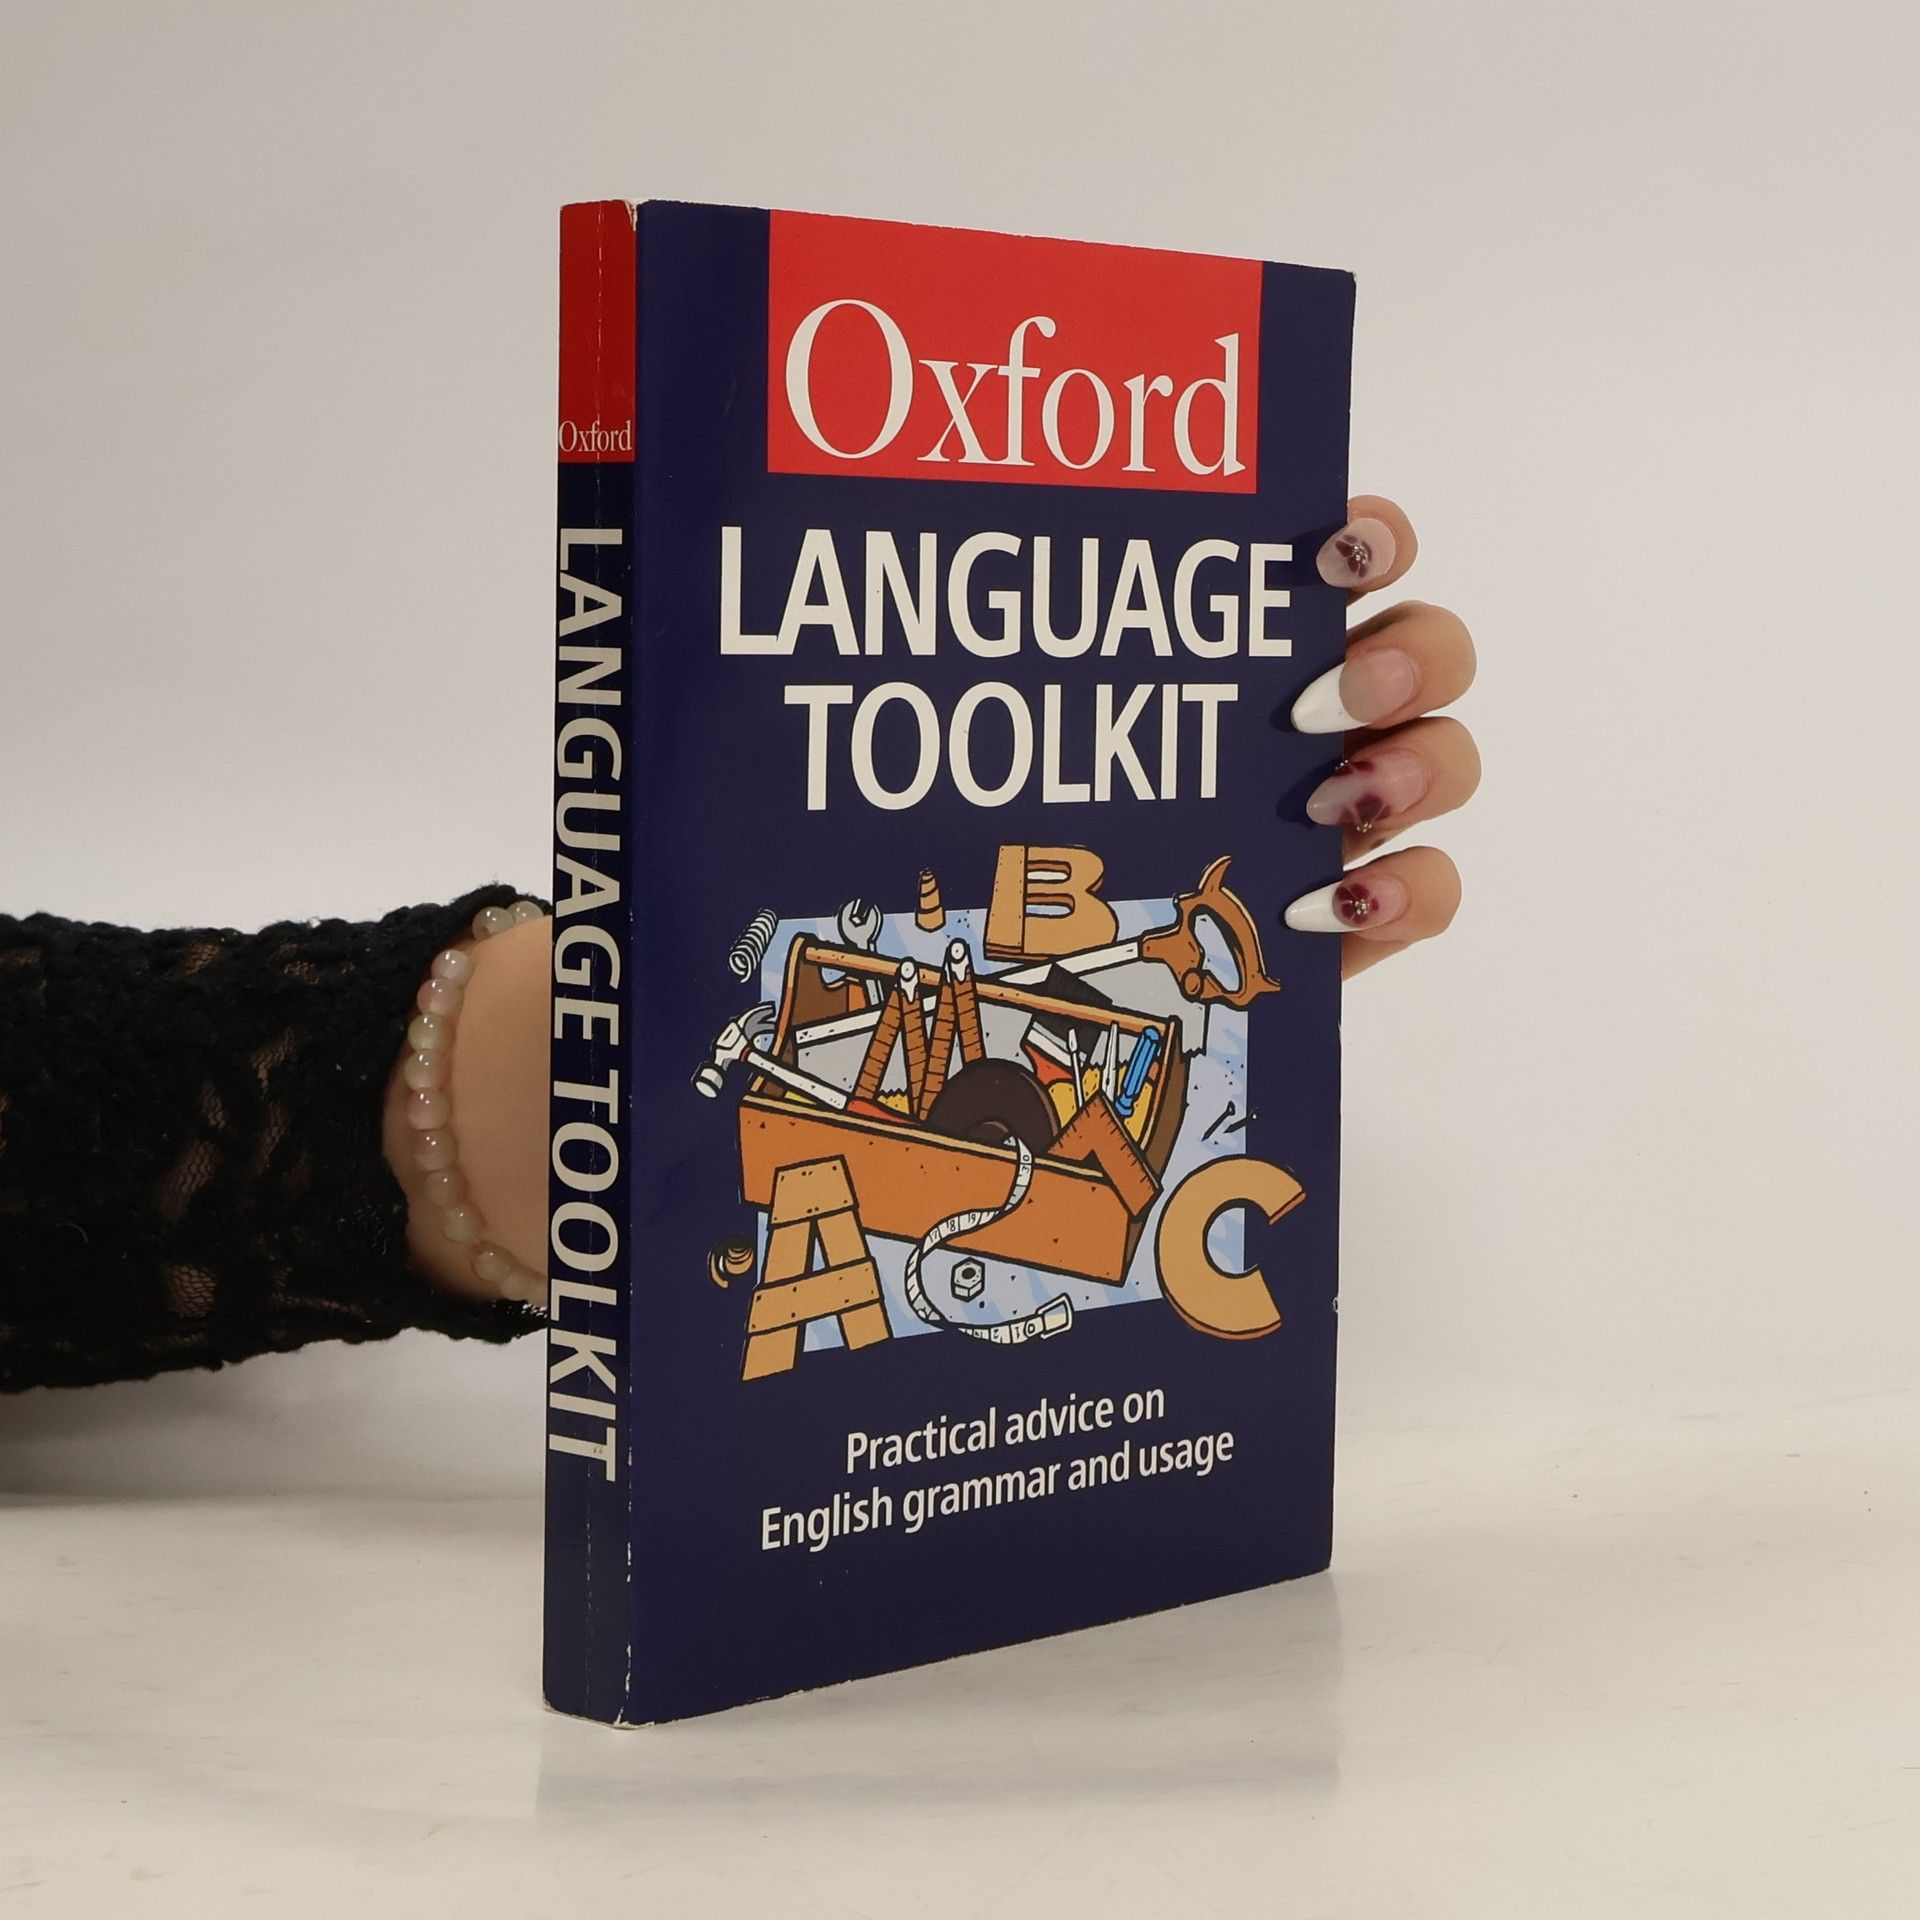 Oxford
LANGUAGE TOOLKIT
Oxford
LANGUAGE
TOOLKIT
B
A
C
Practical advice on
English grammar and usage